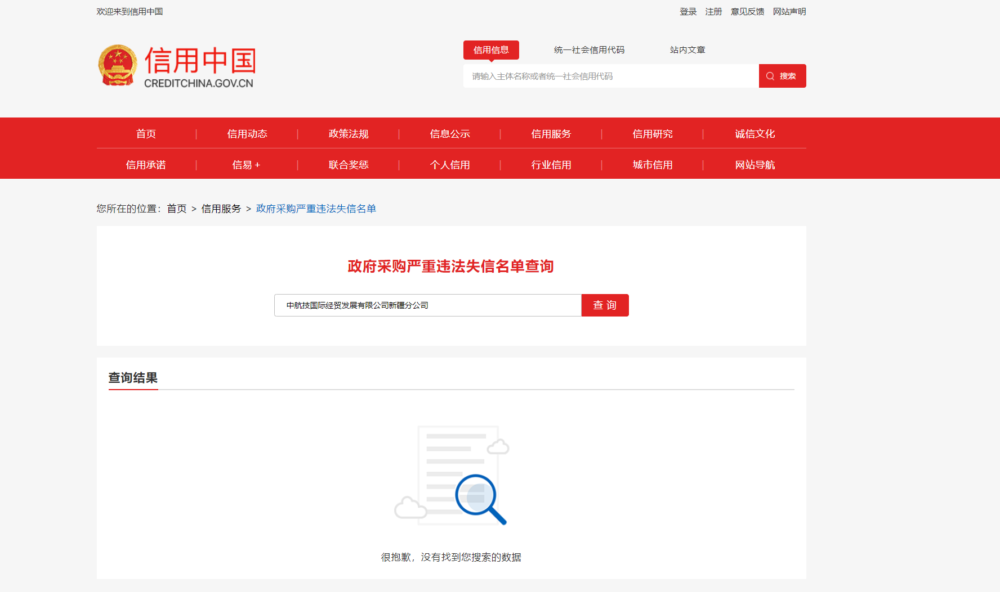 欢迎来到信用中国
登录 注册 意见反馈 网站声明
信用中国
CREDITCHINA.GOV.CN
信用信息 统一社会信用代码 站内文章
请输入主体名称或者统一社会信用代码 搜索
首页 | 信用动态 | 政策法规 | 信息公示 | 信用服务 | 信用研究 | 诚信文化
信用承诺 | 信易+ | 联合奖惩 | 个人信用 | 行业信用 | 城市信用 | 网站导航
您所在的位置：首页 > 信用服务 > 政府采购严重违法失信名单
政府采购严重违法失信名单查询
中航技国际经贸发展有限公司新疆分公司 查 询
查询结果
很抱歉，没有找到您搜索的数据